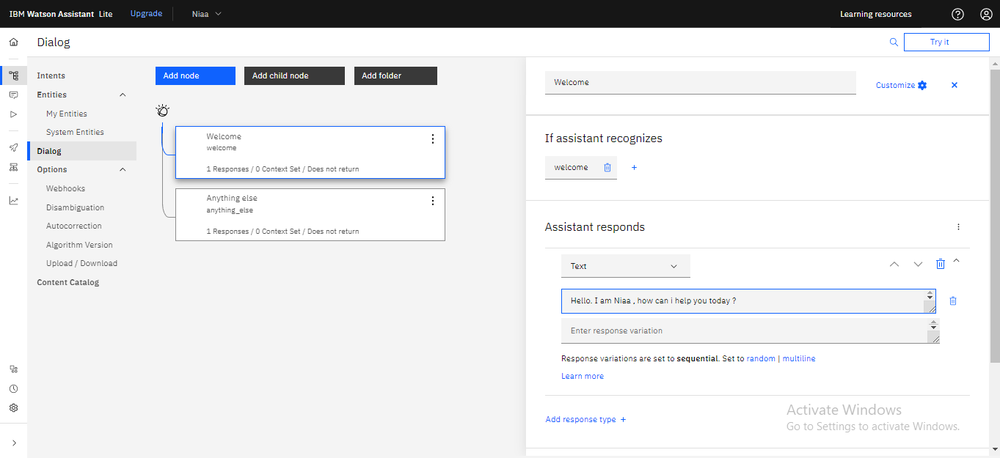 IBM Watson Assistant Lite Upgrade Niaa Learning resources
Dialog Try it
Intents
Entities
My Entities
System Entities
Dialog
Options
Webhooks
Disambiguation
Autocorrection
Algorithm Version
Upload / Download
Content Catalog
Add node Add child node Add folder
Welcome
welcome
1 Responses / 0 Context Set / Does not return
Anything else
anything_else
1 Responses / 0 Context Set / Does not return
Welcome Customize
If assistant recognizes
welcome
Assistant responds
Text
Hello. I am Niaa , how can i help you today ?
Enter response variation
Response variations are set to sequential. Set to random | multiline
Learn more
Add response type +
Activate Windows
Go to Settings to activate Windows.